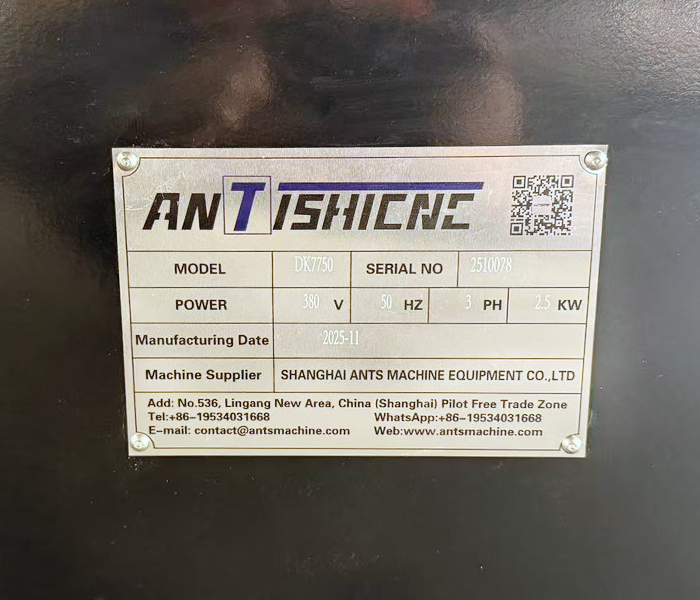 ANTISHICNC
MODEL DK7750 SERIAL NO 2510078
POWER 380 V 50 HZ 3 PH 2.5 KW
Manufacturing Date 2025-11
Machine Supplier SHANGHAI ANTS MACHINE EQUIPMENT CO.,LTD
Add: No.536, Lingang New Area, China (Shanghai) Pilot Free Trade Zone
Tel:+86-19534031668 WhatsApp:+86-19534031668
E-mail: contact@antsmachine.com Web:www.antsmachine.com